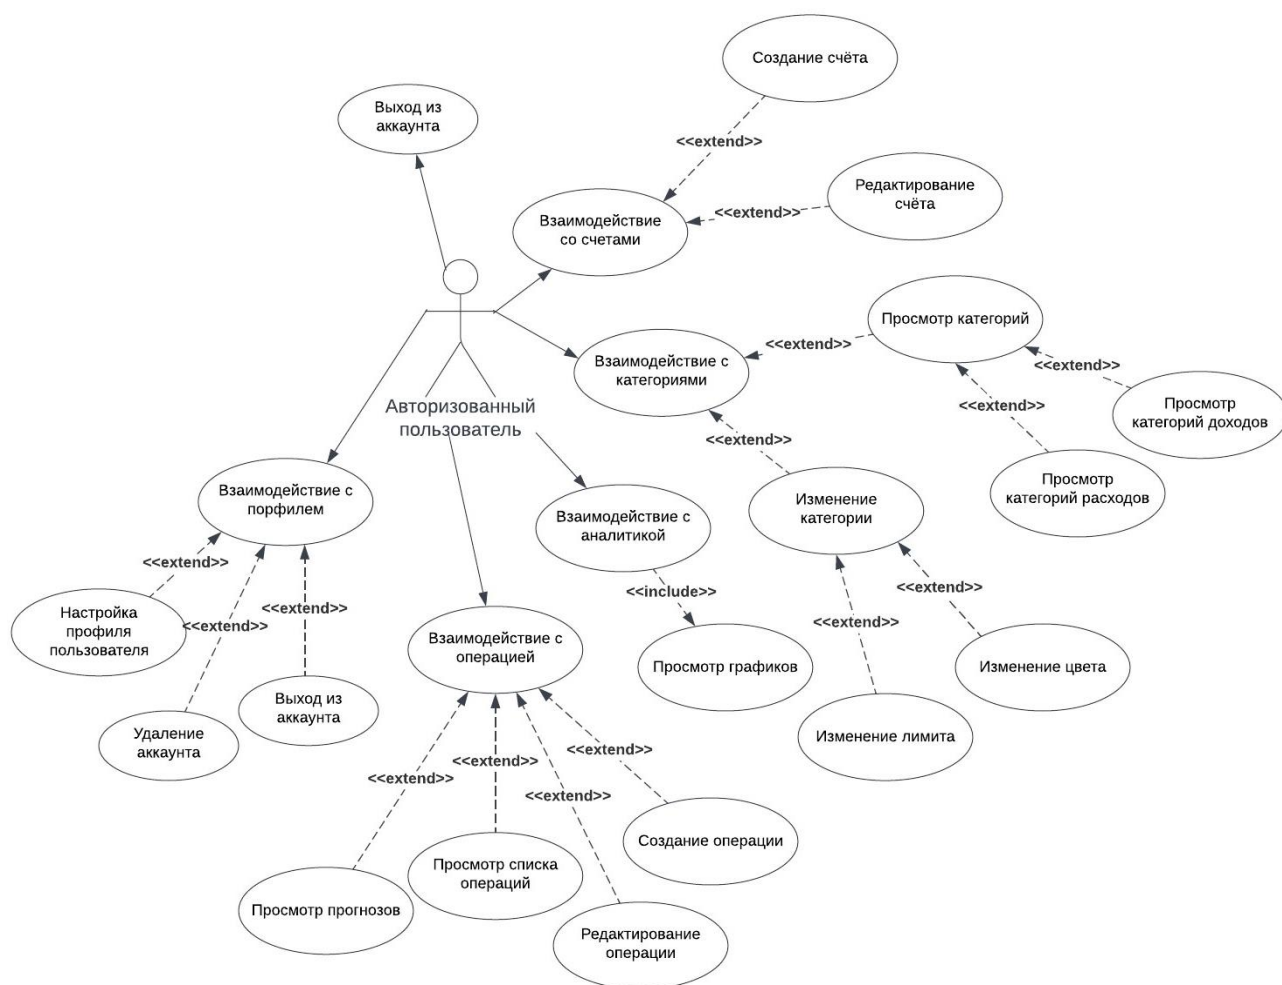 Создание счёта
Выход из
аккаунта
<<extend>>
Редактирование
счёта
<<extend>>
Взаимодействие
со счетами
Просмотр категорий
<<extend>>
Взаимодействие с
категориями
<<extend>>
<<extend>>
Просмотр
категорий доходов
Авторизованный
пользователь
<<extend>>
Просмотр
категорий расходов
Взаимодействие с
порфилем
Изменение
категории
Взаимодействие с
аналитикой
<<extend>>
<<include>>
<<extend>>
<<extend>>
Настройка
профиля
пользователя
<<extend>>
<<extend>>
Взаимодействие с
операцией
Просмотр графиков
Изменение цвета
Выход из
аккаунта
Удаление
аккаунта
Изменение лимита
<<extend>>
<<extend>>
<<extend>>
<<extend>>
Создание операции
Просмотр списка
операций
Просмотр прогнозов
Редактирование
операции